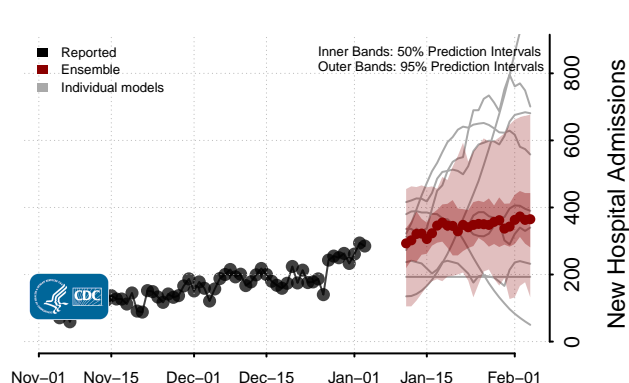 Reported
Ensemble
Individual models
Inner Bands: 50% Prediction Intervals
Outer Bands: 95% Prediction Intervals
CDC
0
200
400
600
800
New Hospital Admissions
Nov–01
Nov–15
Dec–01
Dec–15
Jan–01
Jan–15
Feb–01